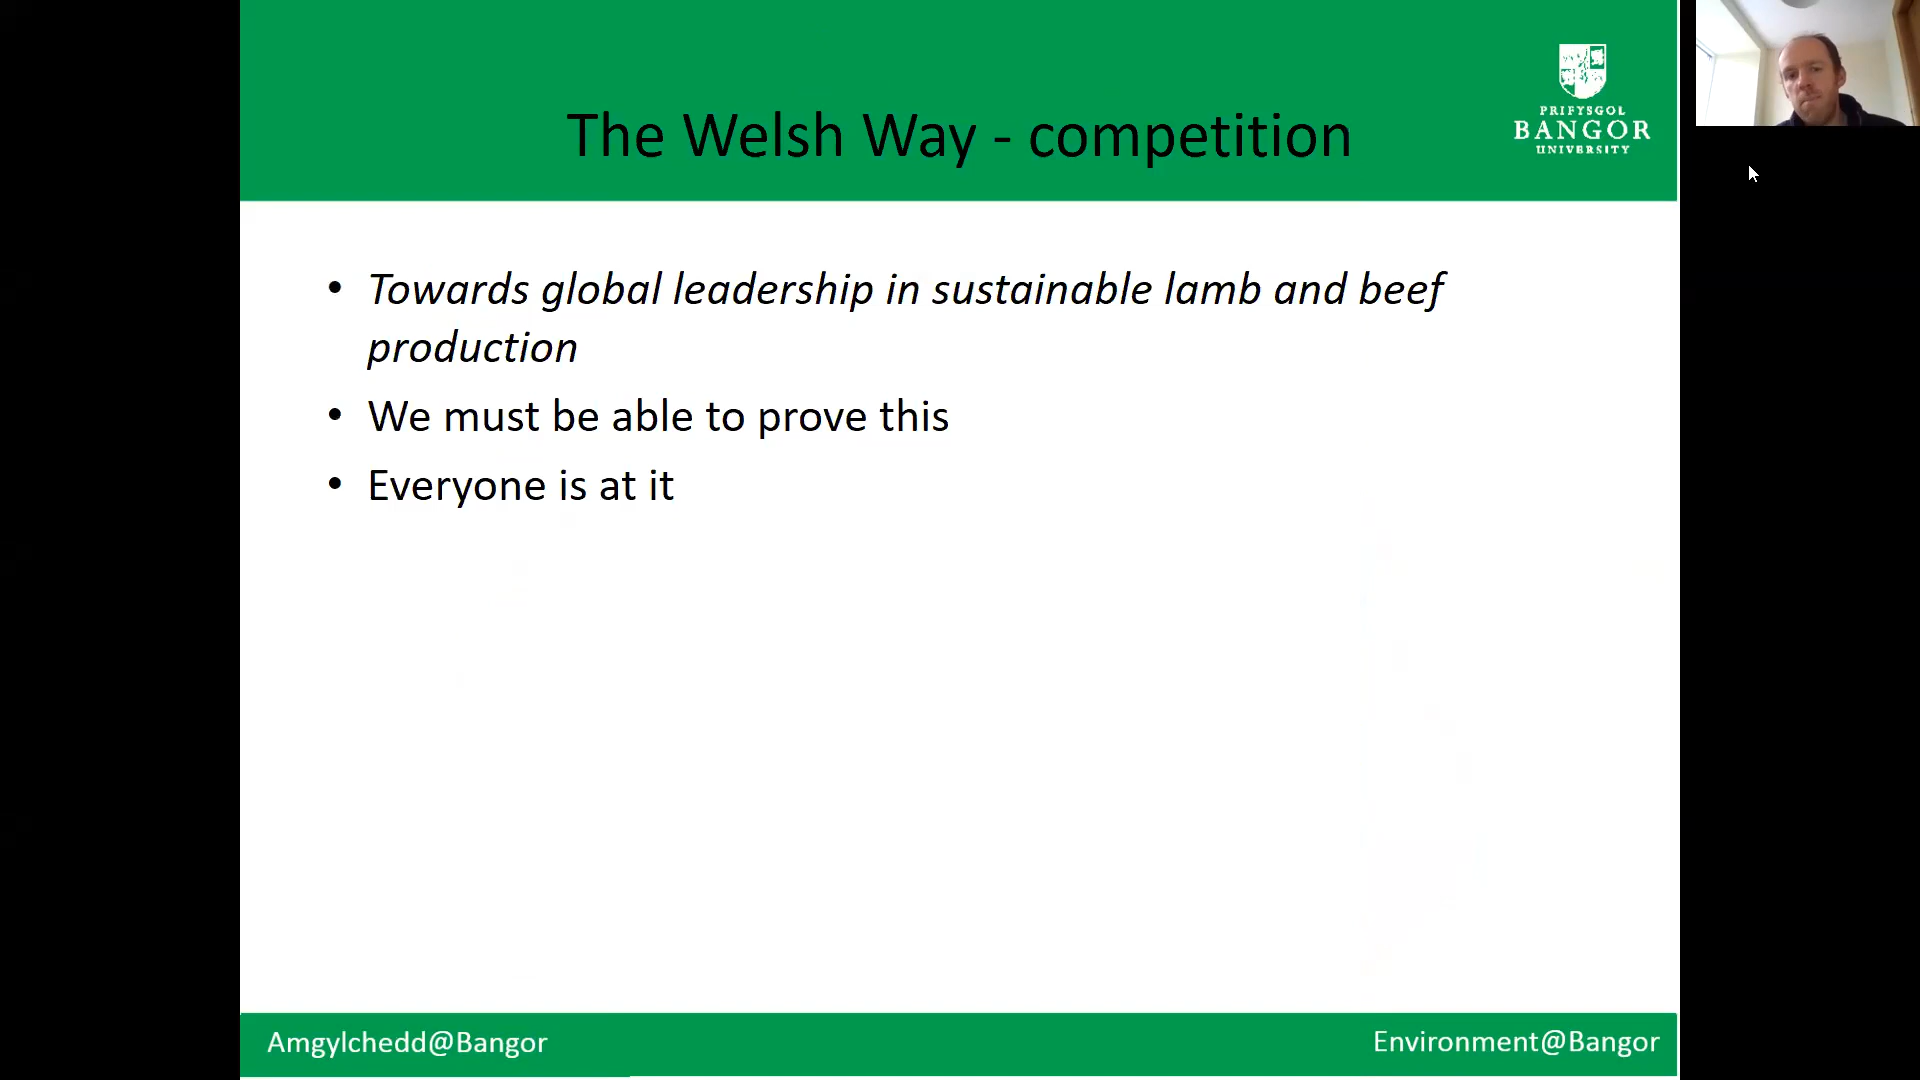 The Welsh Way - competition
PRIFYSGOL
BANGOR
UNIVERSITY
• Towards global leadership in sustainable lamb and beef
production
• We must be able to prove this
• Everyone is at it
Amgylchedd@Bangor
Environment@Bangor